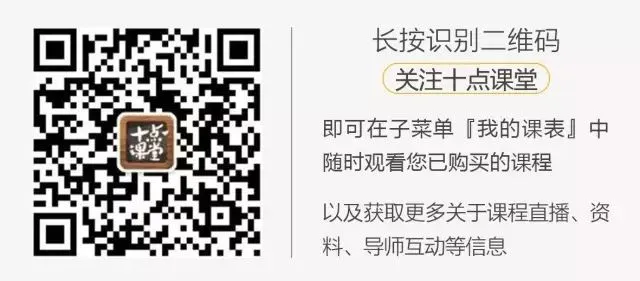 十点
课堂
长按识别二维码
关注十点课堂
即可在子菜单『我的课表』中
随时观看您已购买的课程
以及获取更多关于课程直播、资
料、导师互动等信息